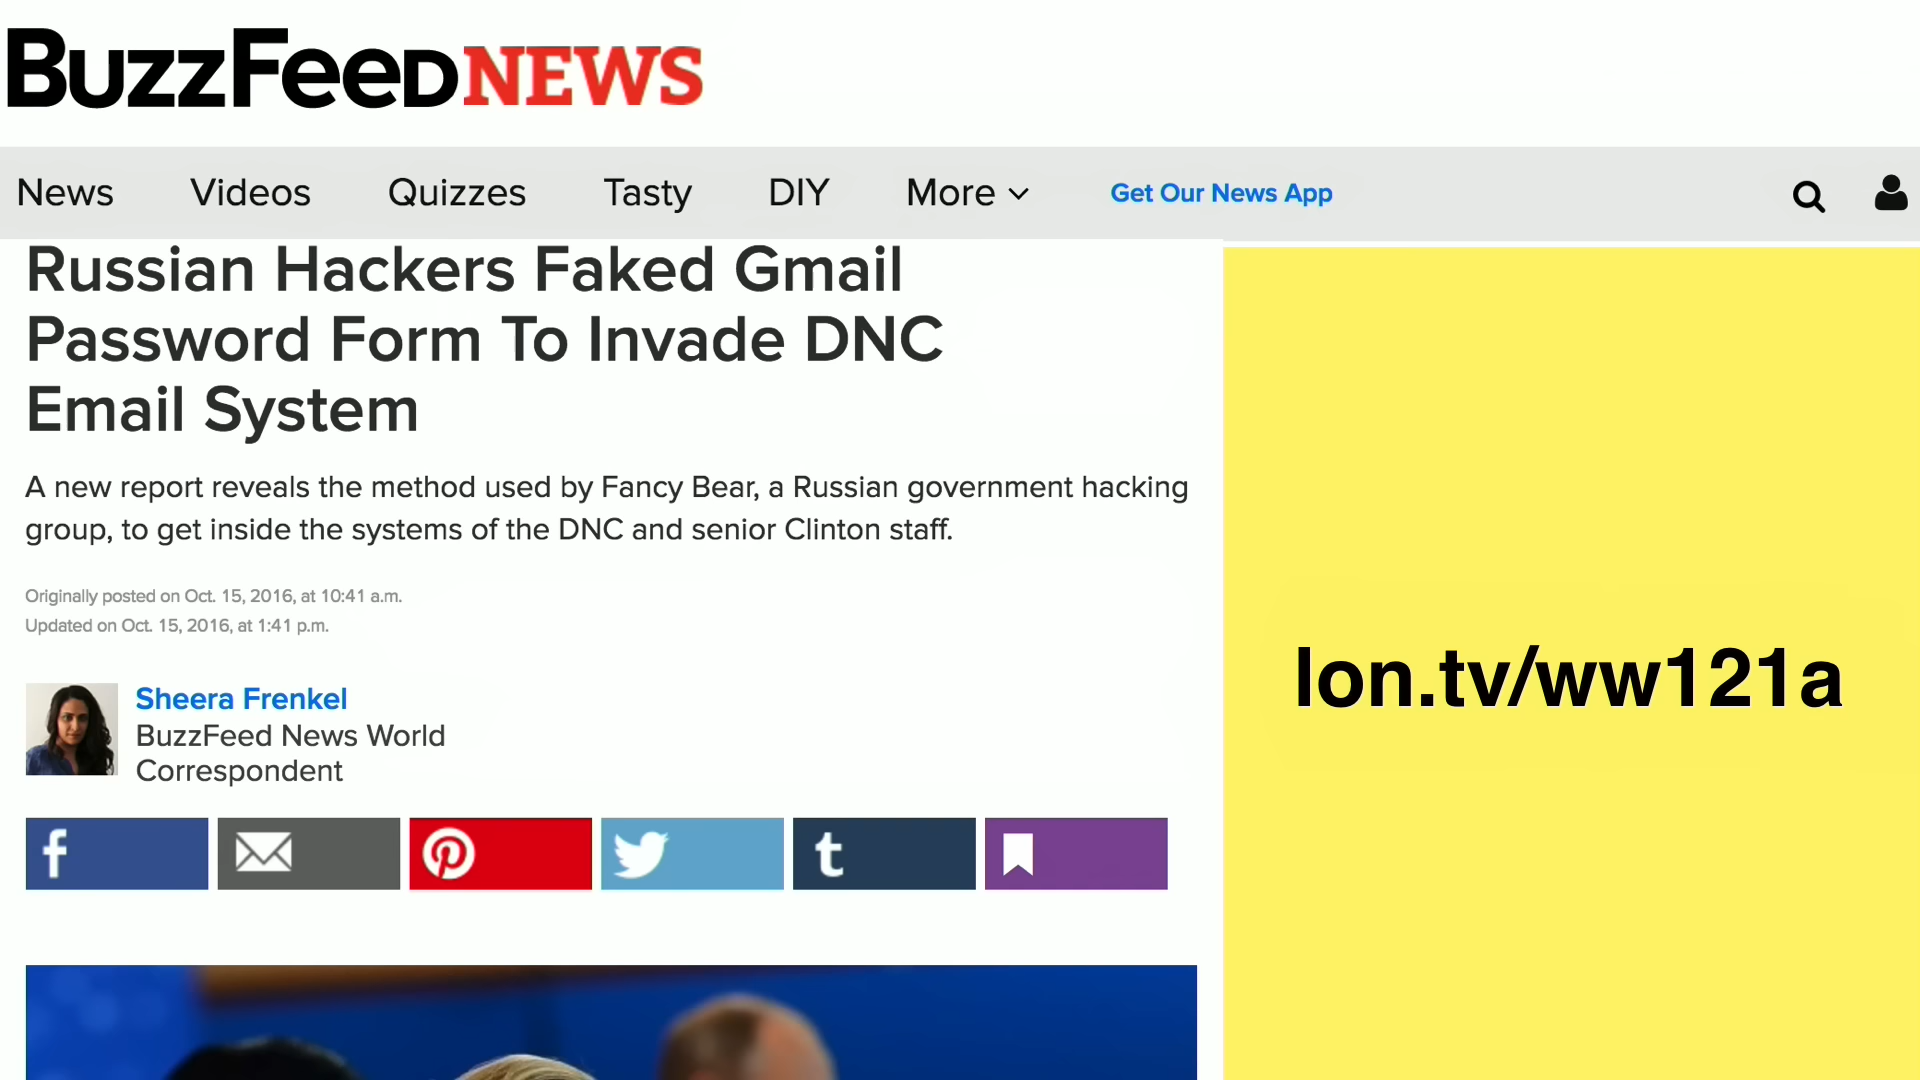 BuzzFeedNEWS
News Videos Quizzes Tasty DIY More Get Our News App
Russian Hackers Faked Gmail
Password Form To Invade DNC
Email System
A new report reveals the method used by Fancy Bear, a Russian government hacking
group, to get inside the systems of the DNC and senior Clinton staff.
Originally posted on Oct. 15, 2016, at 10:41 a.m.
Updated on Oct. 15, 2016, at 1:41 p.m.
Sheera Frenkel
BuzzFeed News World
Correspondent
lon.tv/ww121a